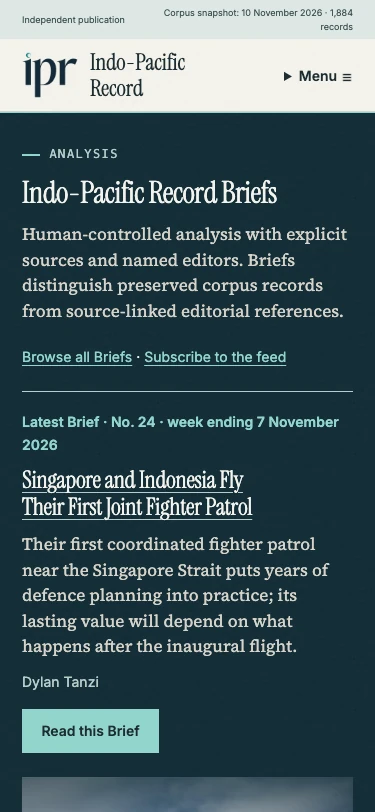 Independent publication
Corpus snapshot: 10 November 2026 · 1,884
records
ipr
Indo-Pacific
Record
Menu
ANALYSIS
Indo-Pacific Record Briefs
Human-controlled analysis with explicit
sources and named editors. Briefs
distinguish preserved corpus records
from source-linked editorial references.
Browse all Briefs · Subscribe to the feed
Latest Brief · No. 24 · week ending 7 November
2026
Singapore and Indonesia Fly
Their First Joint Fighter Patrol
Their first coordinated fighter patrol
near the Singapore Strait puts years of
defence planning into practice; its
lasting value will depend on what
happens after the inaugural flight.
Dylan Tanzi
Read this Brief